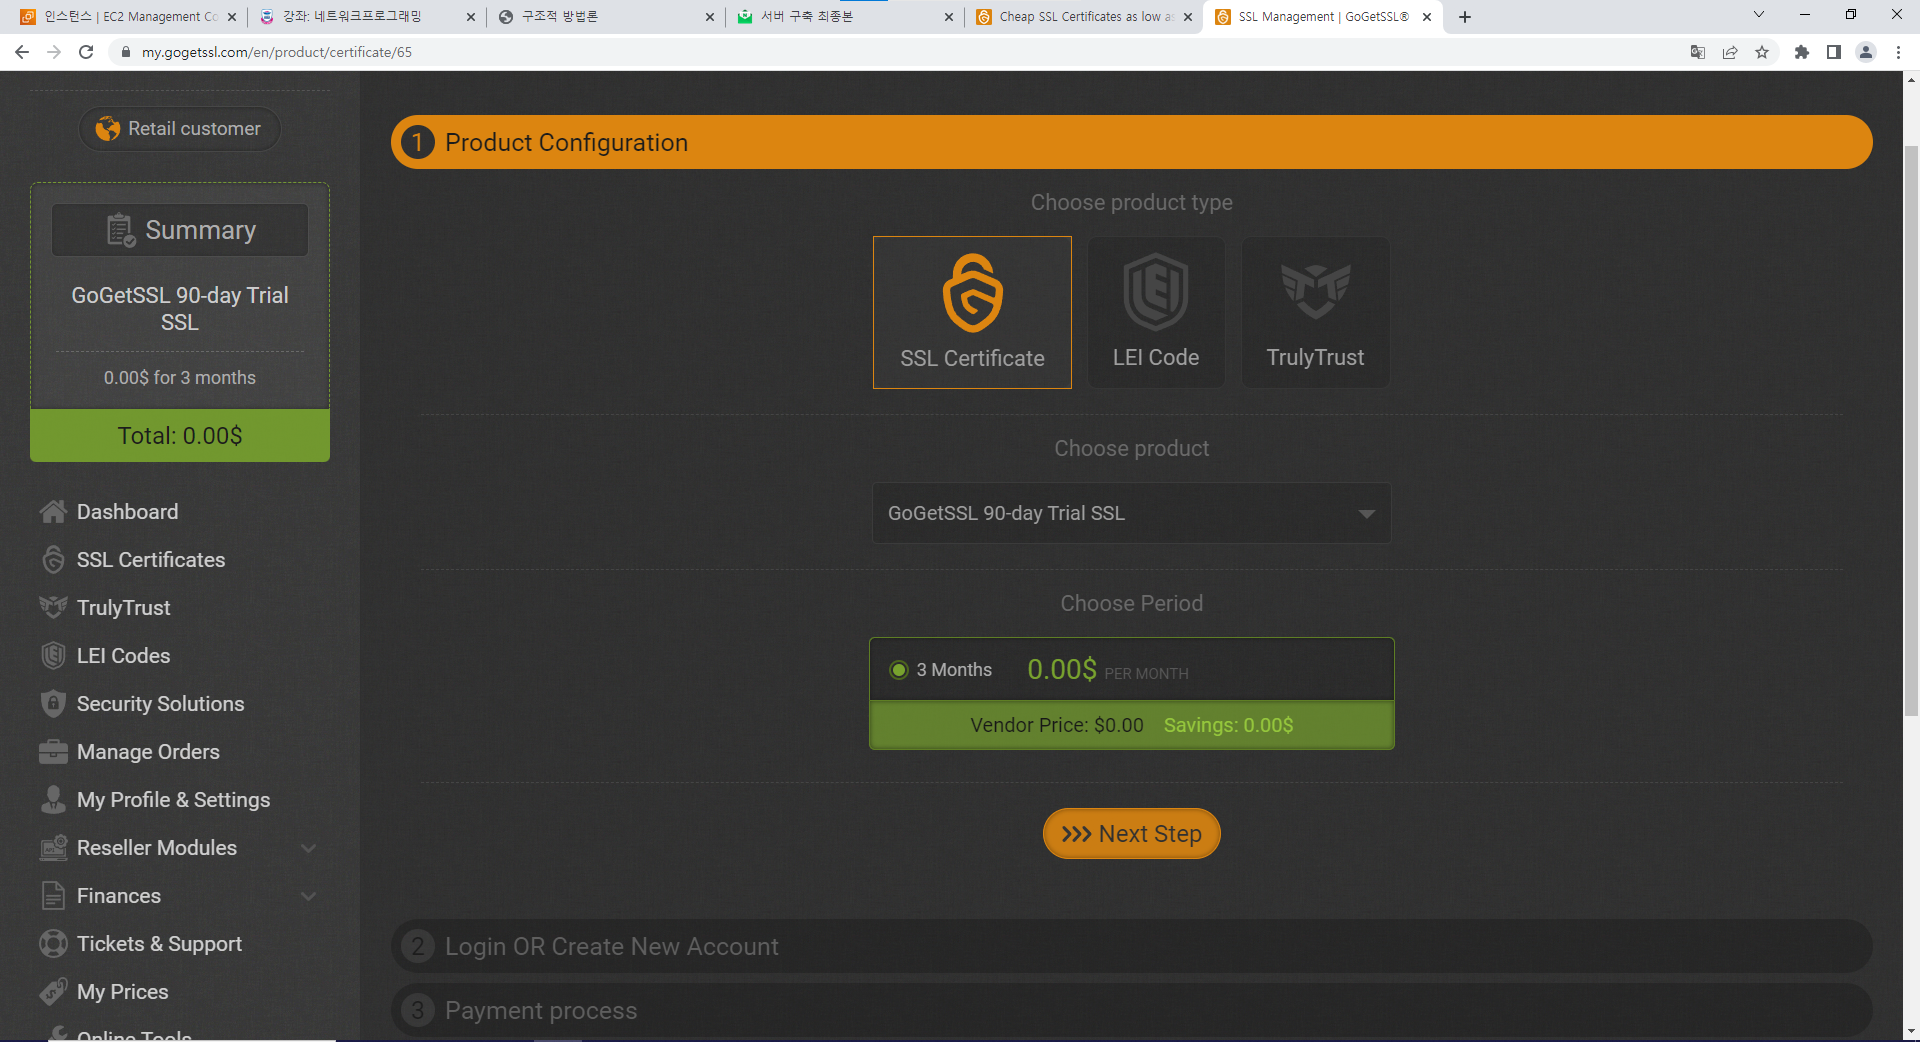 인스턴스 | EC2 Management Co
강좌: 네트워크프로그래밍
구조적 방법론
서버 구축 최종본
Cheap SSL Certificates as low as
SSL Management | GoGetSSL®
my.gogetssl.com/en/product/certificate/65
Retail customer
Summary
GoGetSSL 90-day Trial
SSL
0.00$ for 3 months
Total: 0.00$
Dashboard
SSL Certificates
TrulyTrust
LEI Codes
Security Solutions
Manage Orders
My Profile & Settings
Reseller Modules
Finances
Tickets & Support
My Prices
Online Tools
1 Product Configuration
Choose product type
SSL Certificate
LEI Code
TrulyTrust
Choose product
GoGetSSL 90-day Trial SSL
Choose Period
3 Months 0.00$ PER MONTH
Vendor Price: $0.00 Savings: 0.00$
Next Step
2 Login OR Create New Account
3 Payment process